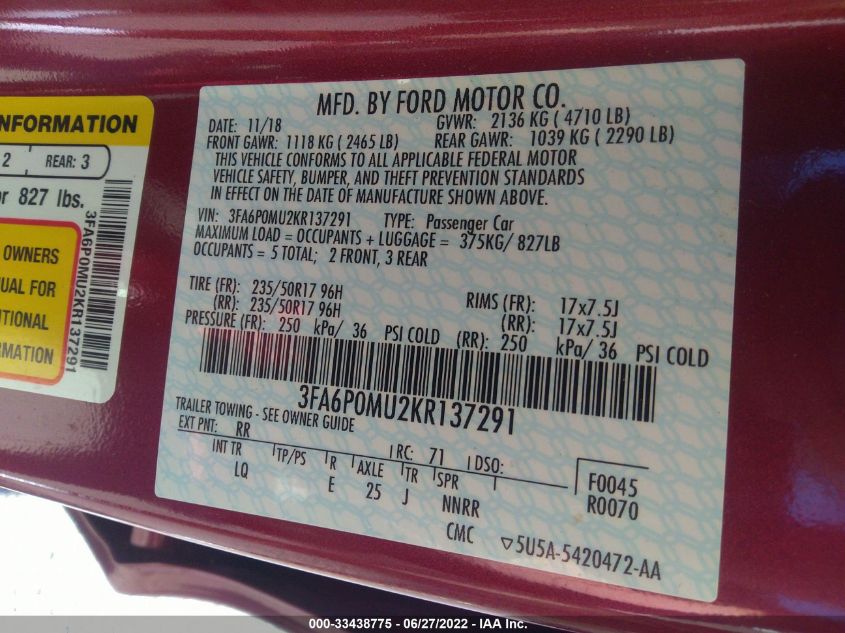 MFD. BY FORD MOTOR CO.
DATE: 11/18 GVWR: 2136 KG ( 4710 LB)
FRONT GAWR: 1118 KG ( 2465 LB) REAR GAWR: 1039 KG ( 2290 LB)
THIS VEHICLE CONFORMS TO ALL APPLICABLE FEDERAL MOTOR
VEHICLE SAFETY, BUMPER, AND THEFT PREVENTION STANDARDS
IN EFFECT ON THE DATE OF MANUFACTURE SHOWN ABOVE.
VIN: 3FA6P0MU2KR137291 TYPE: Passenger Car
MAXIMUM LOAD = OCCUPANTS + LUGGAGE = 375KG/ 827LB
OCCUPANTS = 5 TOTAL; 2 FRONT, 3 REAR
TIRE (FR): 235/50R17 96H RIMS (FR): 17x7.5J
(RR): 235/50R17 96H (RR): 17x7.5J
PRESSURE (FR): 250 kPa/ 36 PSI COLD (RR): 250 kPa/ 36 PSI COLD
3FA6P0MU2KR137291
TRAILER TOWING - SEE OWNER GUIDE
EXT PNT: RR RC: 71 DSO:
INT TR TP/PS R AXLE TR SPR F0045
LQ E 25 J NNRR R0070
CMC ▽5U5A-5420472-AA
INFORMATION
2 REAR: 3
or 827 lbs.
OWNERS
UAL FOR
ITIONAL
RMATION
3FA6P0MU2KR137291
000-33438775 - 06/27/2022 - IAA Inc.